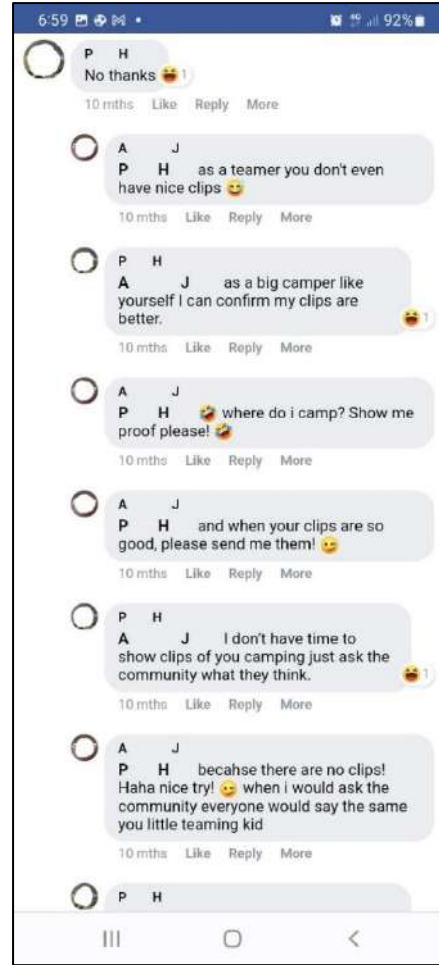 6:59 92%
P H
No thanks 😆 1
10 mths Like Reply More
A J
P H as a teamer you don't even
have nice clips 😅
10 mths Like Reply More
P H
A J as a big camper like
yourself I can confirm my clips are
better.
😆 1
10 mths Like Reply More
A J
P H 🤣 where do i camp? Show me
proof please! 🤣
10 mths Like Reply More
A J
P H and when your clips are so
good, please send me them! 😉
10 mths Like Reply More
P H
A J I don't have time to
show clips of you camping just ask the
community what they think.
😆 1
10 mths Like Reply More
A J
P H becahse there are no clips!
Haha nice try! 😉 when i would ask the
community everyone would say the same
you little teaming kid
10 mths Like Reply More
P H